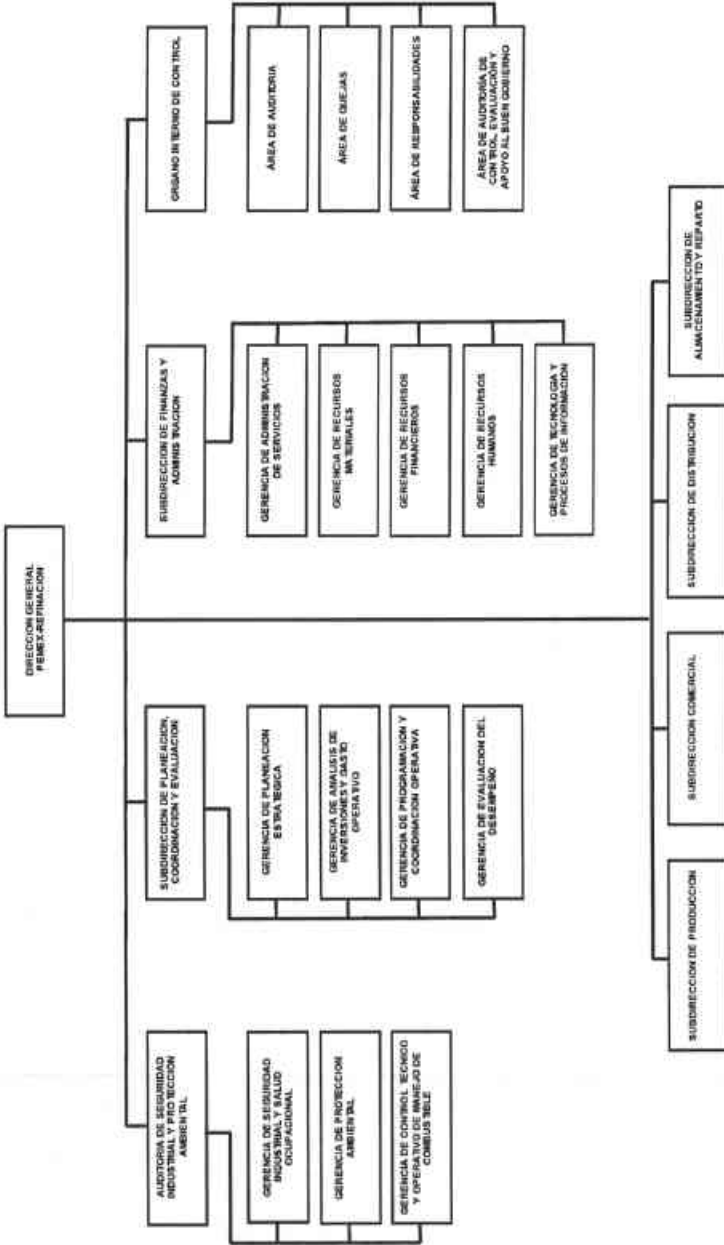 DIRECCION GENERAL
PEMEX-REFINACION
AUDITORIA DE SEGURIDAD
INDUSTRIAL Y PROTECCION
AMBIENTAL
GERENCIA DE SEGURIDAD
INDUSTRIAL Y SALUD
OCUPACIONAL
GERENCIA DE PROTECCION
AMBIENTAL
GERENCIA DE CONTROL TECNICO
Y OPERATIVO DE MANEJO DE
COMBUSTIBLE
SUBDIRECCION DE PLANEACION,
COORDINACION Y EVALUACION
GERENCIA DE PLANEACION
ESTRATEGICA
GERENCIA DE ANALISIS DE
INVERSIONES Y GASTO
OPERATIVO
GERENCIA DE PROGRAMACION Y
COORDINACION OPERATIVA
GERENCIA DE EVALUACION DEL
DESEMPEÑO
SUBDIRECCION DE FINANZAS Y
ADMINISTRACION
GERENCIA DE ADMINISTRACION
DE SERVICIOS
GERENCIA DE RECURSOS
MATERIALES
GERENCIA DE RECURSOS
FINANCIEROS
GERENCIA DE RECURSOS
HUMANOS
GERENCIA DE TECNOLOGIA Y
PROCESOS DE INFORMACION
ORGANO INTERNO DE CONTROL
ÁREA DE AUDITORIA
ÁREA DE QUEJAS
ÁREA DE RESPONSABILIDADES
ÁREA DE AUDITORÍA DE
CONTROL, EVALUACIÓN Y
APOYO AL BUEN GOBIERNO
SUBDIRECCION DE PRODUCCION
SUBDIRECCION COMERCIAL
SUBDIRECCION DE DISTRIBUCION
SUBDIRECCION DE
ALMACENAMIENTO Y REPARTO